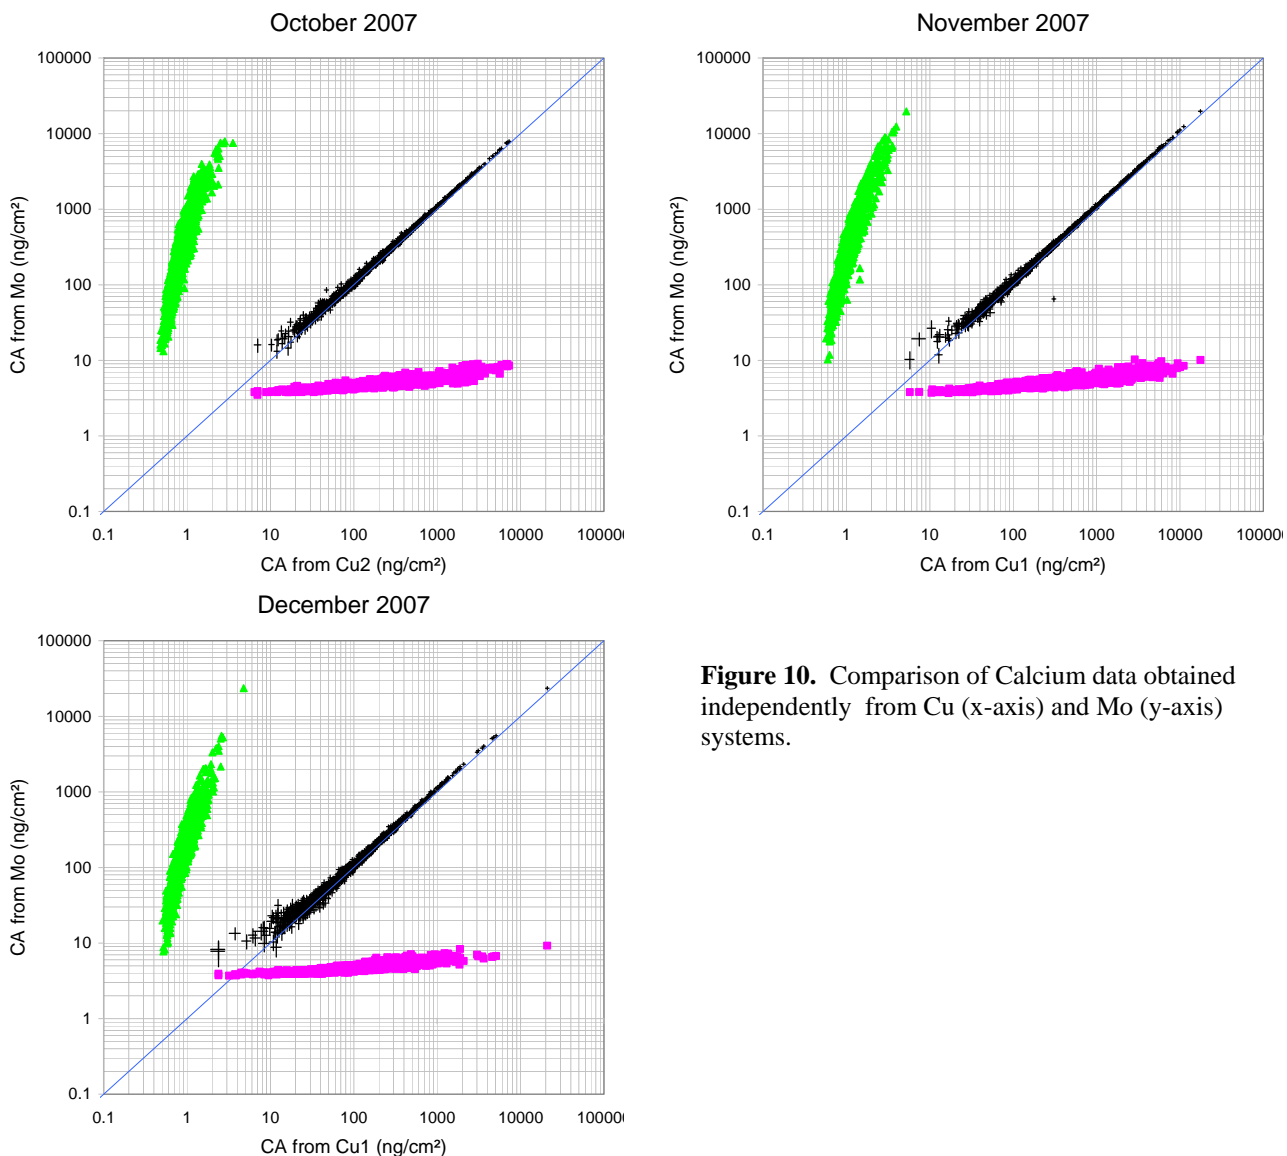 October 2007
100000
10000
1000
100
10
1
0.1
0.1 1 10 100 1000 10000 100000
CA from Mo (ng/cm²)
CA from Cu2 (ng/cm²)
November 2007
100000
10000
1000
100
10
1
0.1
0.1 1 10 100 1000 10000 100000
CA from Mo (ng/cm²)
CA from Cu1 (ng/cm²)
December 2007
100000
10000
1000
100
10
1
0.1
0.1 1 10 100 1000 10000 100000
CA from Mo (ng/cm²)
CA from Cu1 (ng/cm²)
Figure 10. Comparison of Calcium data obtained
independently from Cu (x-axis) and Mo (y-axis)
systems.